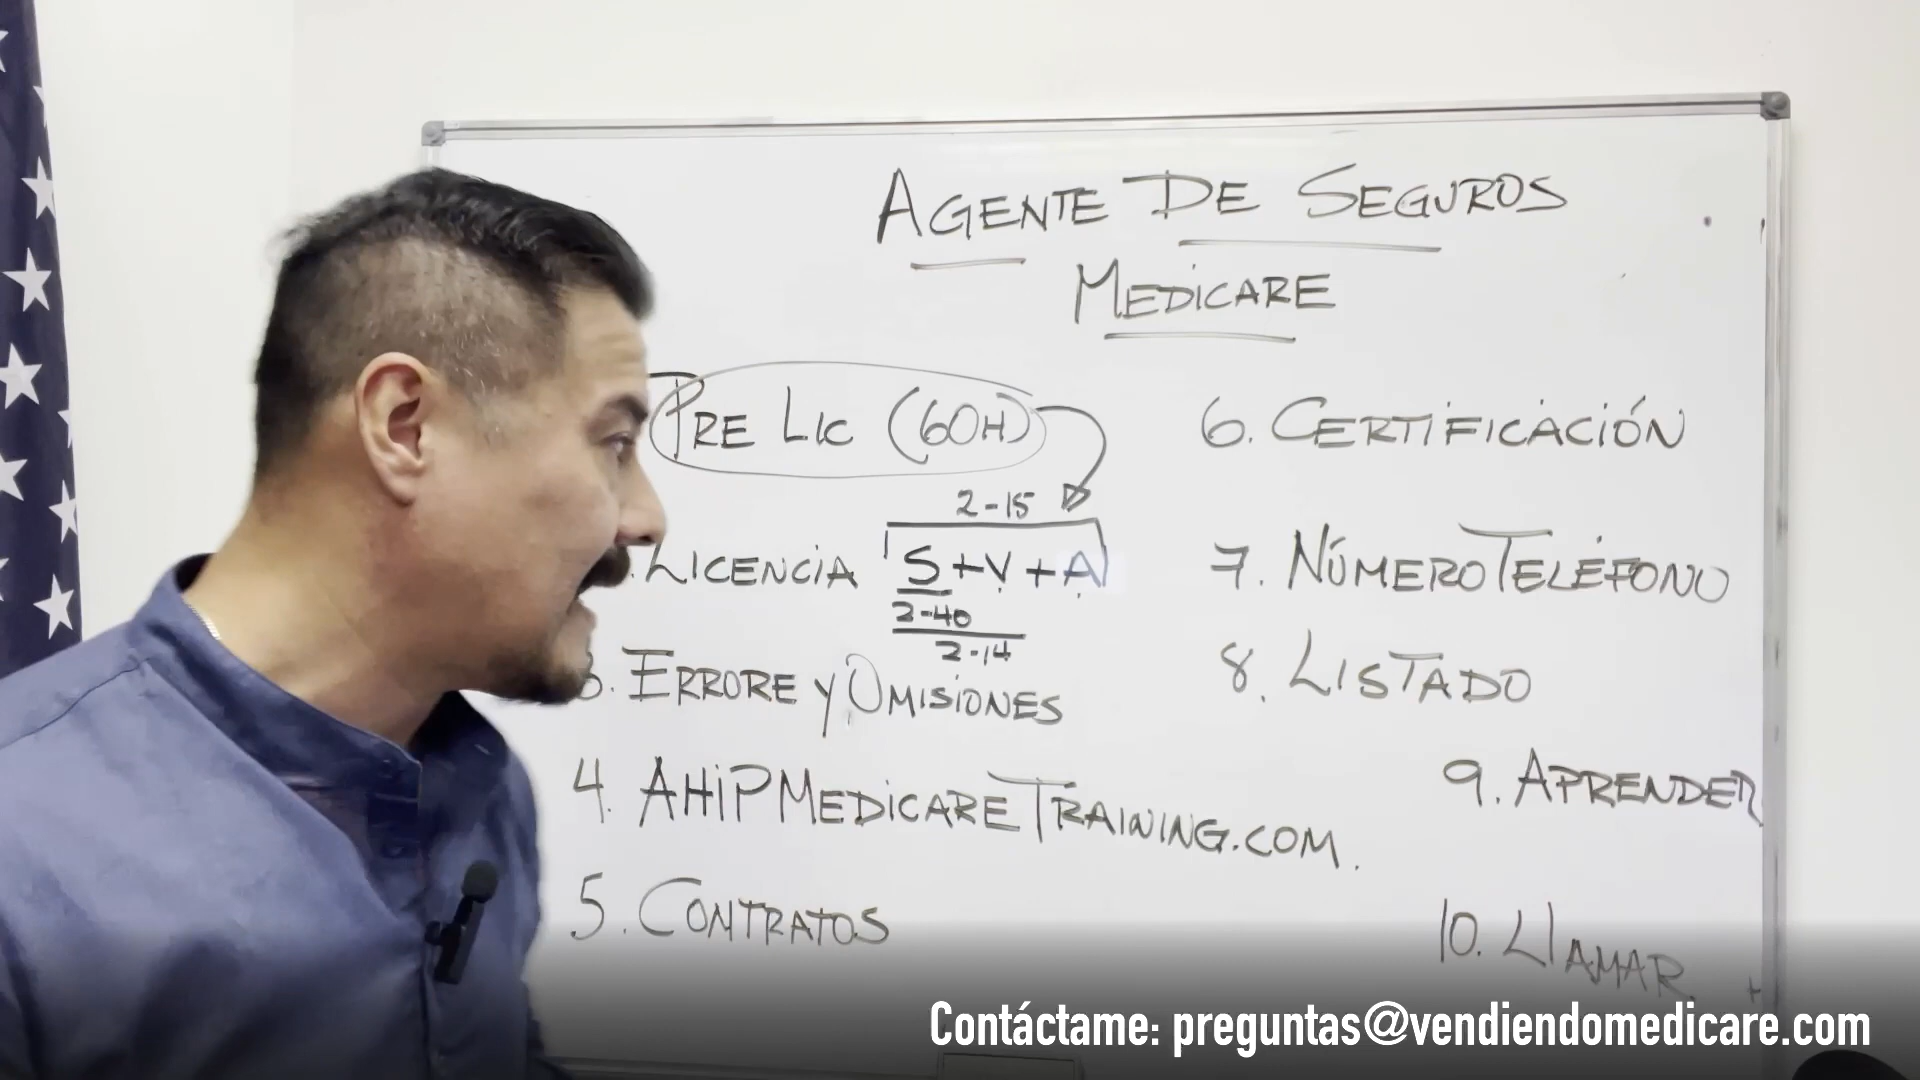 AGENTE DE SEGUROS
MEDICARE
PRE LIC (60H)
2-15
LICENCIA S+V+A
2-40
2-14
3. ERRORE Y OMISIONES
4. AHIPMEDICARETRAINING.COM.
5. CONTRATOS
6. CERTIFICACIÓN
7. NÚMERO TELÉFONO
8. LISTADO
9. APRENDER
10. LLAMAR
Contáctame: preguntas@vendiendomedicare.com